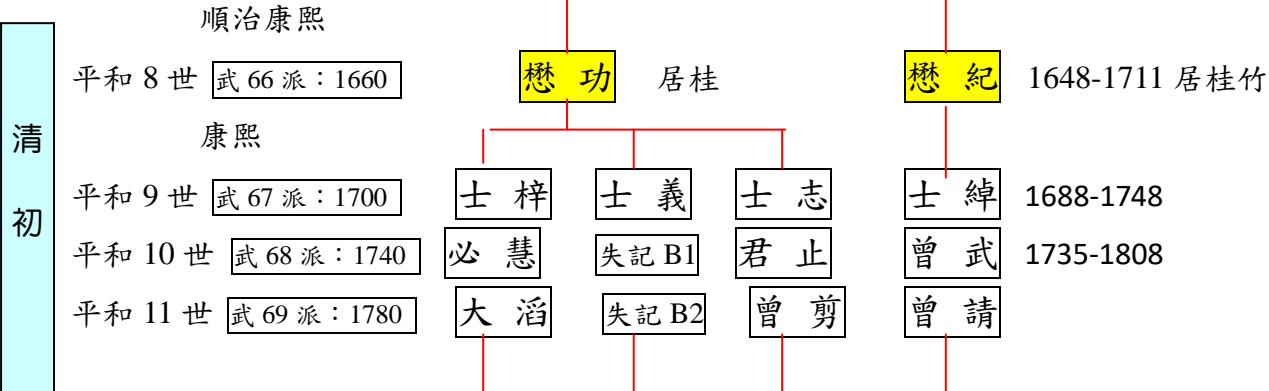 順治康熙
平和 8 世 武 66 派：1660 懋 功 居桂 懋 紀 1648-1711 居桂竹
清初
康熙
平和 9 世 武 67 派：1700 士 梓 士 義 士 志 士 綽 1688-1748
平和 10 世 武 68 派：1740 必 慧 失記 B1 君 止 曾 武 1735-1808
平和 11 世 武 69 派：1780 大 滔 失記 B2 曾 剪 曾 請